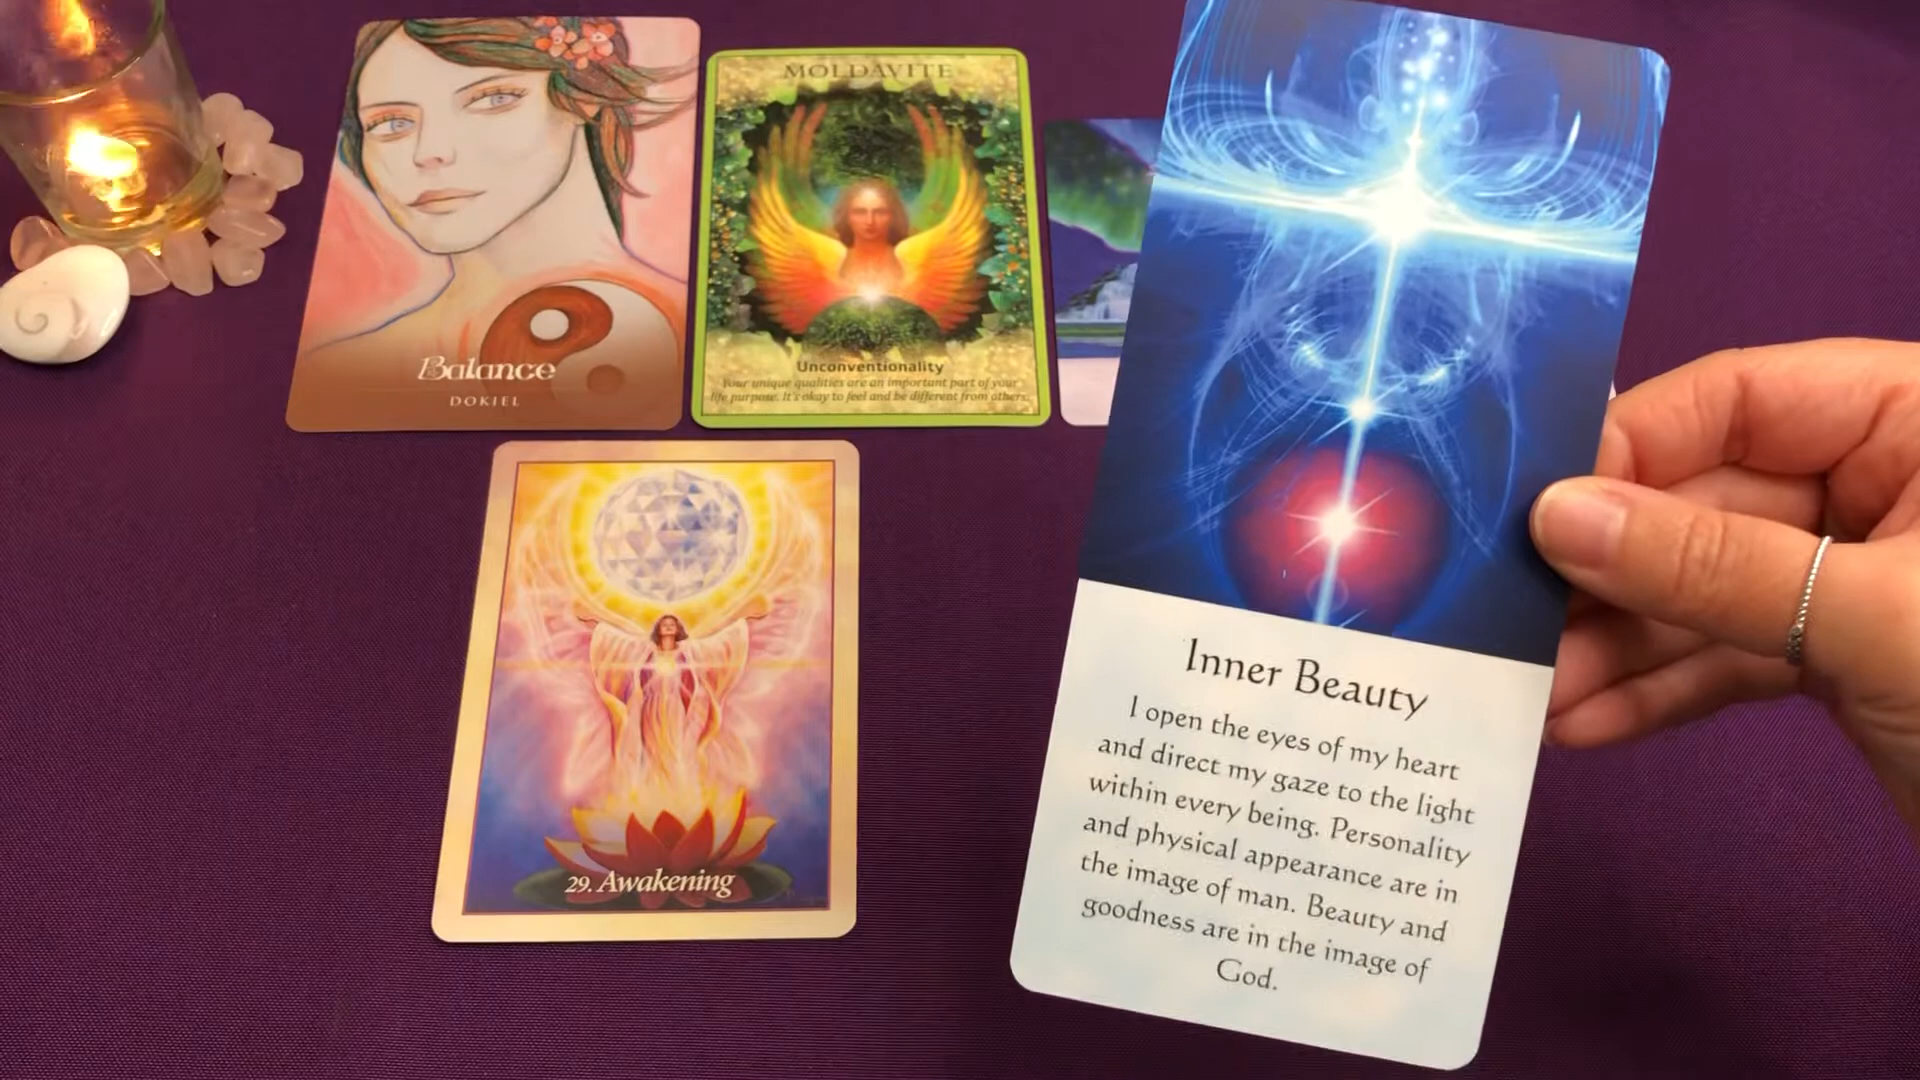 Balance
DOKIEL
MOLDAVITE
Unconventionality
Your unique qualities are an important part of your
life purpose. It's okay to feel and be different from others.
29. Awakening
Inner Beauty
I open the eyes of my heart
and direct my gaze to the light
within every being. Personality
and physical appearance are in
the image of man. Beauty and
goodness are in the image of
God.